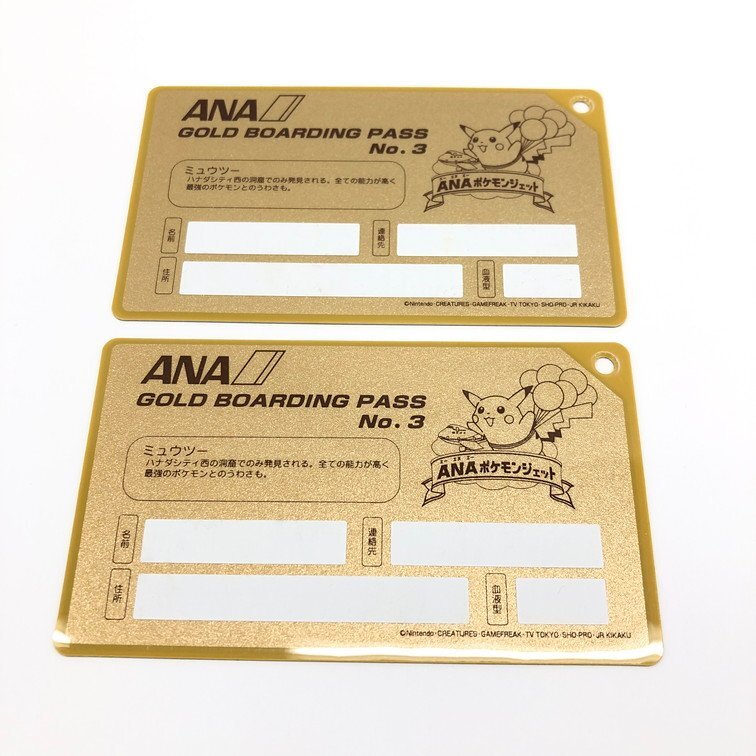 ANA
GOLD BOARDING PASS
No. 3
ミュウツー
ハナダシティ西の洞窟でのみ発見される。全ての能力が高く
最強のポケモンとのうわさも。
ANAポケモンジェット
名前
連絡先
住所
血液型
©Nintendo・CREATURES・GAMEFREAK・TV TOKYO・SHO-PRO・JR KIKAKU
ANA
GOLD BOARDING PASS
No. 3
ミュウツー
ハナダシティ西の洞窟でのみ発見される。全ての能力が高く
最強のポケモンとのうわさも。
エー エヌ エー
ANAポケモンジェット
名前
連絡先
住所
血液型
©Nintendo・CREATURES・GAMEFREAK・TV TOKYO・SHO-PRO・JR KIKAKU